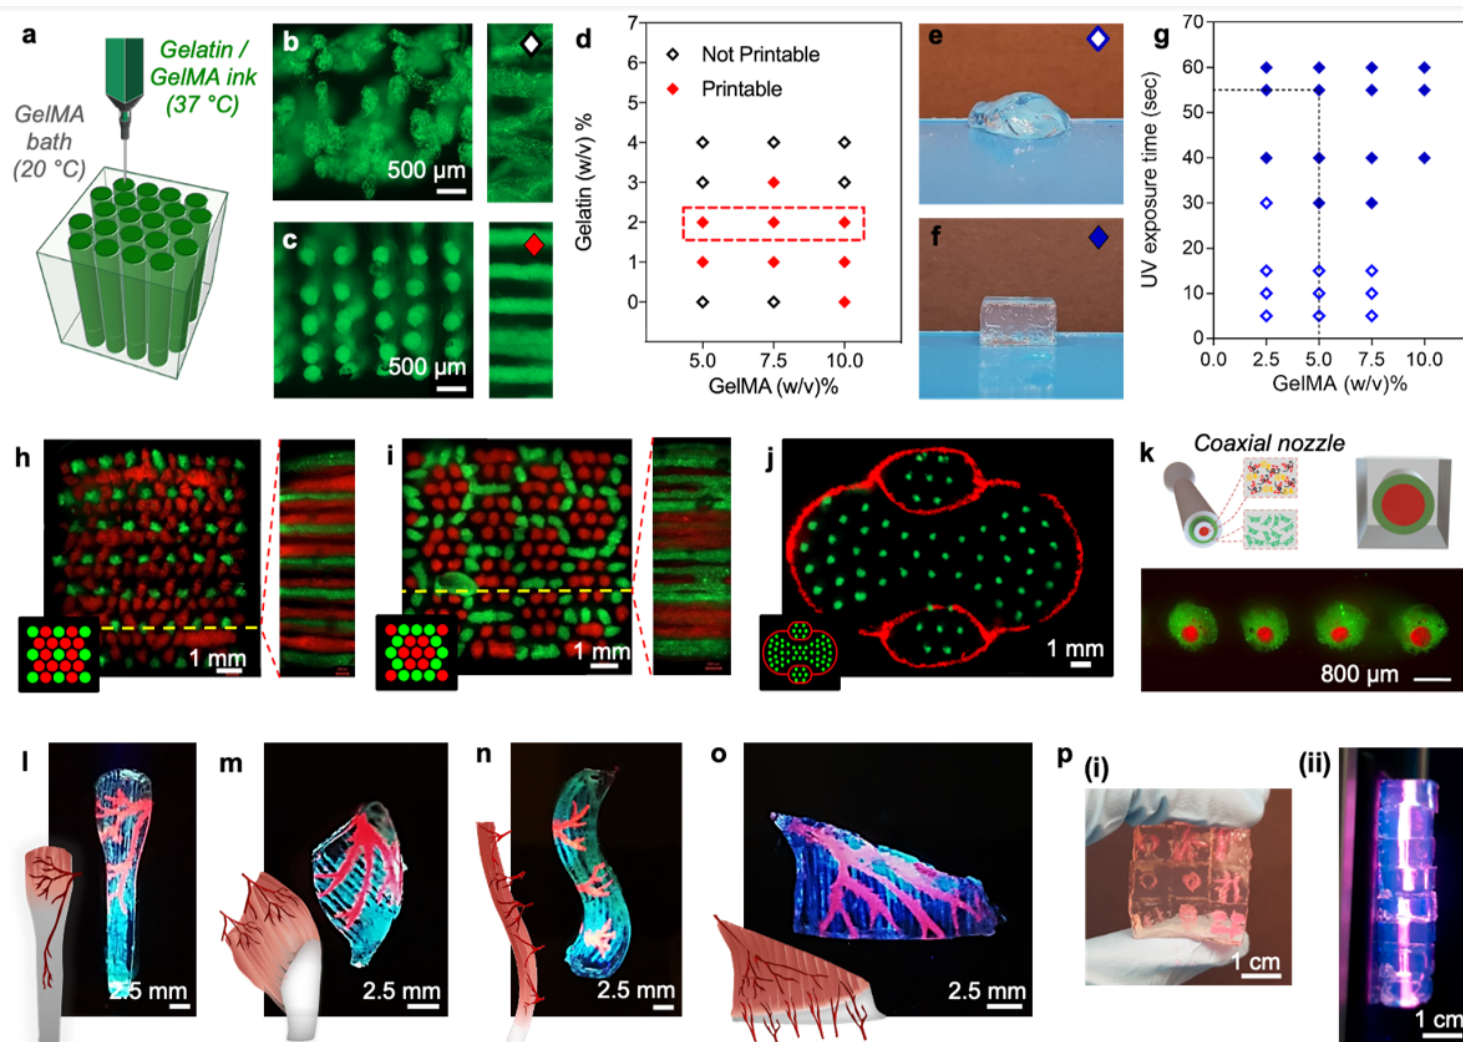 a
Gelatin /
GelMA ink
(37 °C)
GelMA
bath
(20 °C)
b
500 µm
c
500 µm
d
Gelatin (w/v) %
7
6
5
4
3
2
1
0
Not Printable
Printable
5.0 7.5 10.0
GelMA (w/v)%
e
f
g
UV exposure time (sec)
70
60
50
40
30
20
10
0
0.0 2.5 5.0 7.5 10.0
GelMA (w/v)%
h
1 mm
i
1 mm
j
1 mm
k
Coaxial nozzle
800 µm
l
2.5 mm
m
2.5 mm
n
2.5 mm
o
2.5 mm
p
(i)
1 cm
(ii)
1 cm